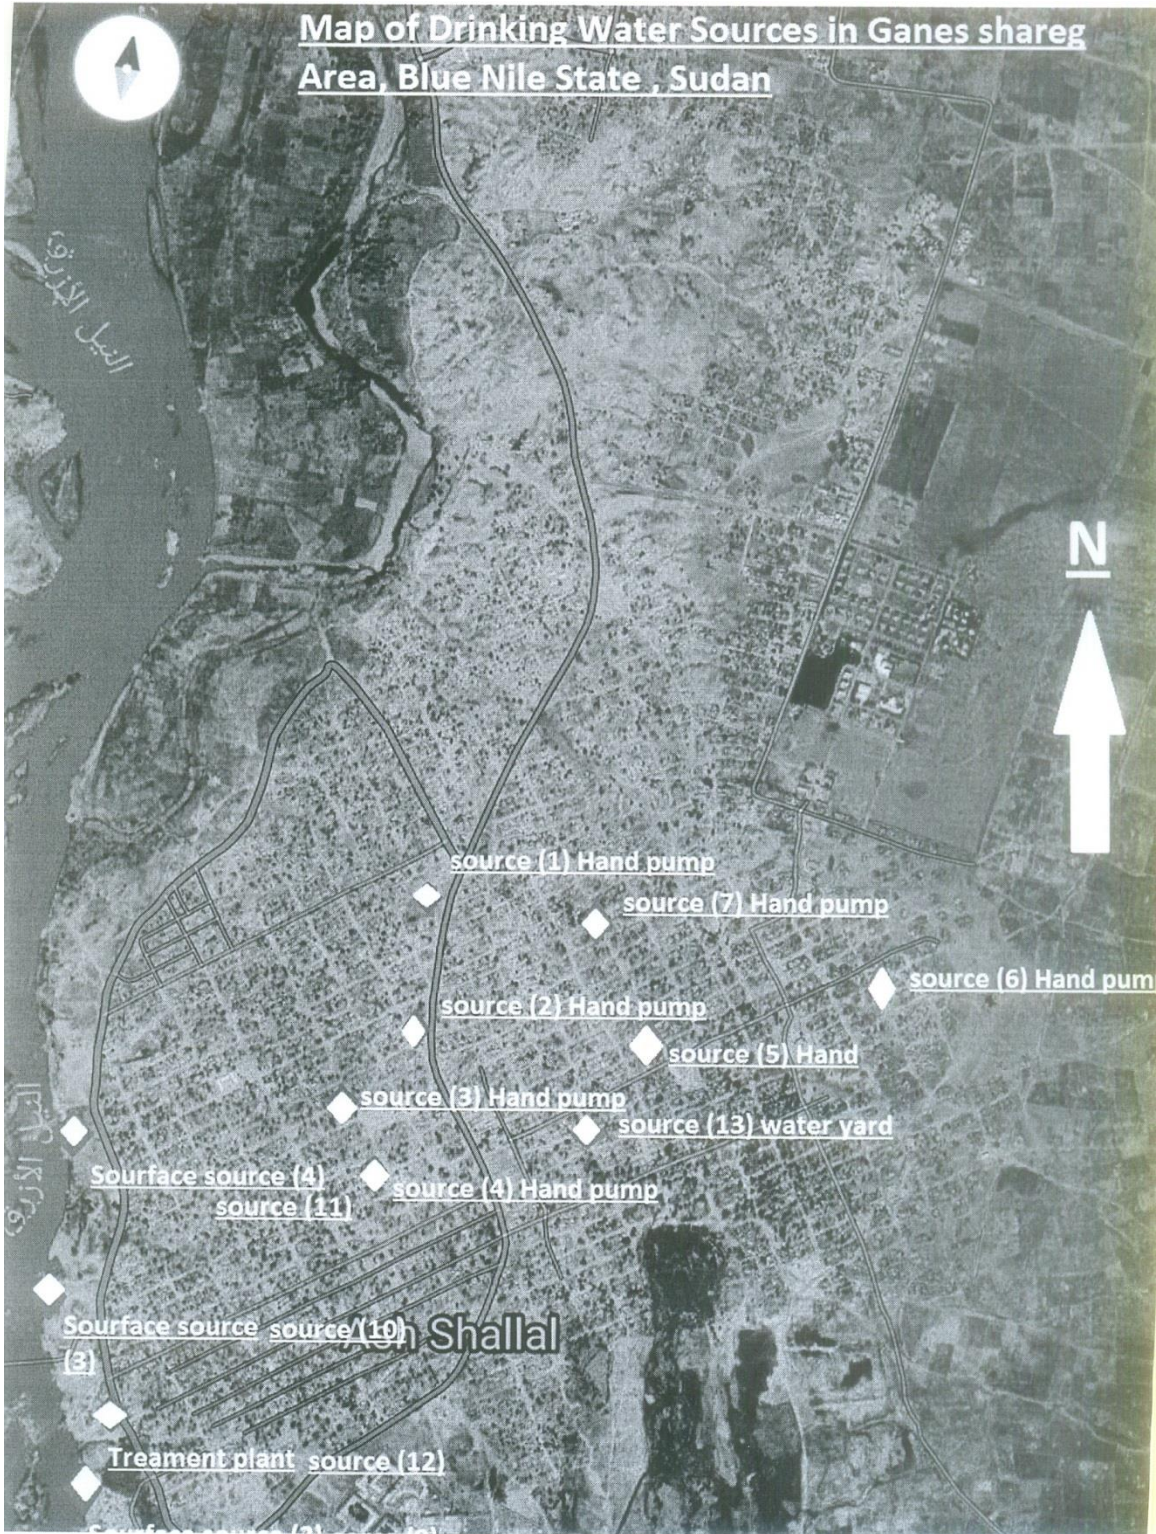 Map of Drinking Water Sources in Ganes shareg
Area, Blue Nile State , Sudan
النيل الأزرق
N
source (1) Hand pump
source (7) Hand pump
source (6) Hand pum
source (2) Hand pump
source (5) Hand
source (3) Hand pump
source (13) water yard
النيل الأزرق
Sourface source (4)
source (4) Hand pump
source (11)
Sourface source source (10)
(3)
Ash Shallal
Treament plant source (12)